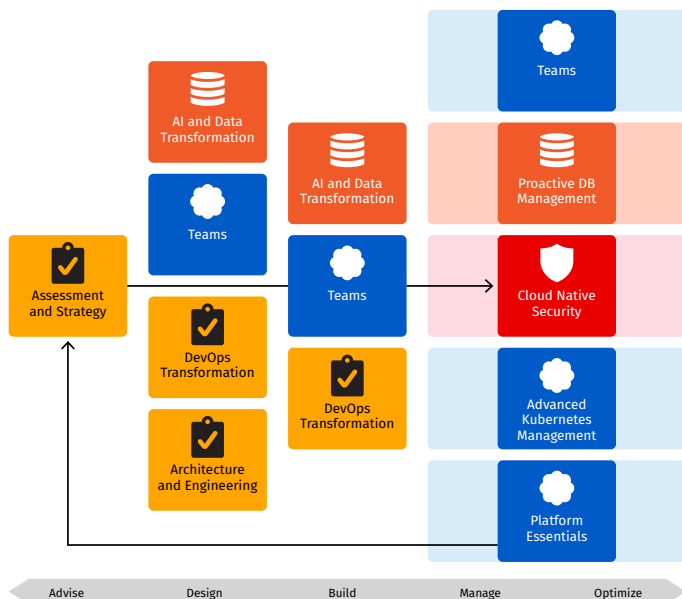 Assessment
and Strategy
AI and Data
Transformation
Teams
DevOps
Transformation
Architecture
and Engineering
AI and Data
Transformation
Teams
DevOps
Transformation
Teams
Proactive DB
Management
Cloud Native
Security
Advanced
Kubernetes
Management
Platform
Essentials
Advise
Design
Build
Manage
Optimize